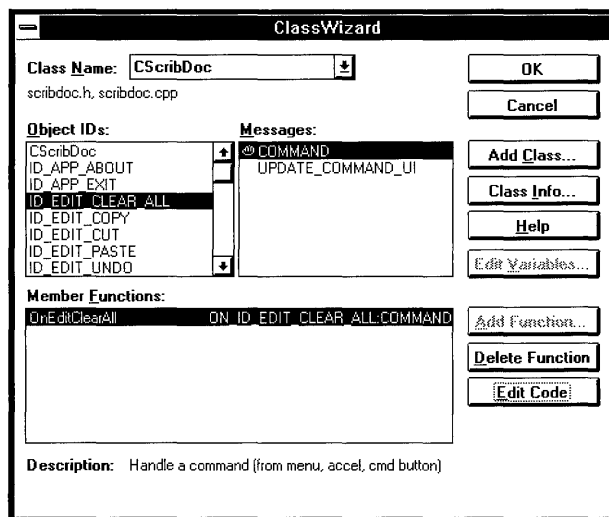 ClassWizard
Class Name: CScribDoc
scribdoc.h, scribdoc.cpp
OK
Cancel
Object IDs:
CScribDoc
ID_APP_ABOUT
ID_APP_EXIT
ID_EDIT_CLEAR_ALL
ID_EDIT_COPY
ID_EDIT_CUT
ID_EDIT_PASTE
ID_EDIT_UNDO
Messages:
COMMAND
UPDATE_COMMAND_UI
Add Class...
Class Info...
Help
Edit Variables...
Member Functions:
OnEditClearAll ON_ID_EDIT_CLEAR_ALL:COMMAND
Add Function...
Delete Function
Edit Code
Description: Handle a command (from menu, accel, cmd button)